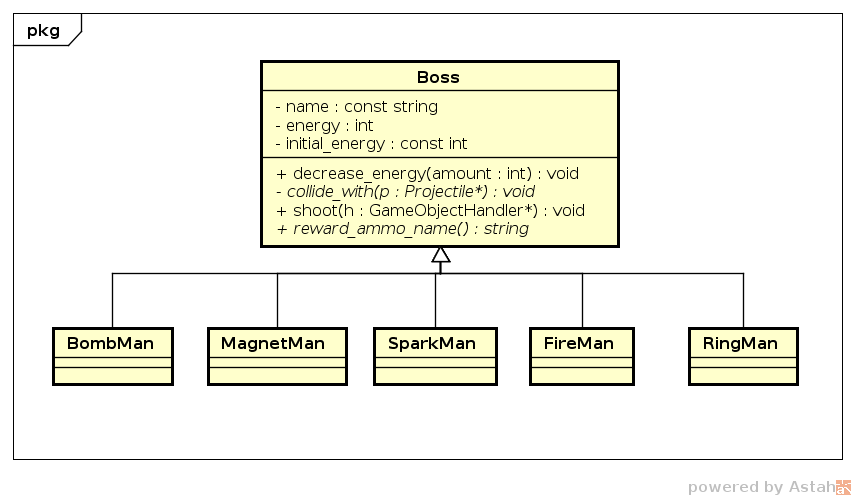 pkg
Boss
- name : const string
- energy : int
- initial_energy : const int
+ decrease_energy(amount : int) : void
- collide_with(p : Projectile*) : void
+ shoot(h : GameObjectHandler*) : void
+ reward_ammo_name() : string
BombMan
MagnetMan
SparkMan
FireMan
RingMan
powered by Astah